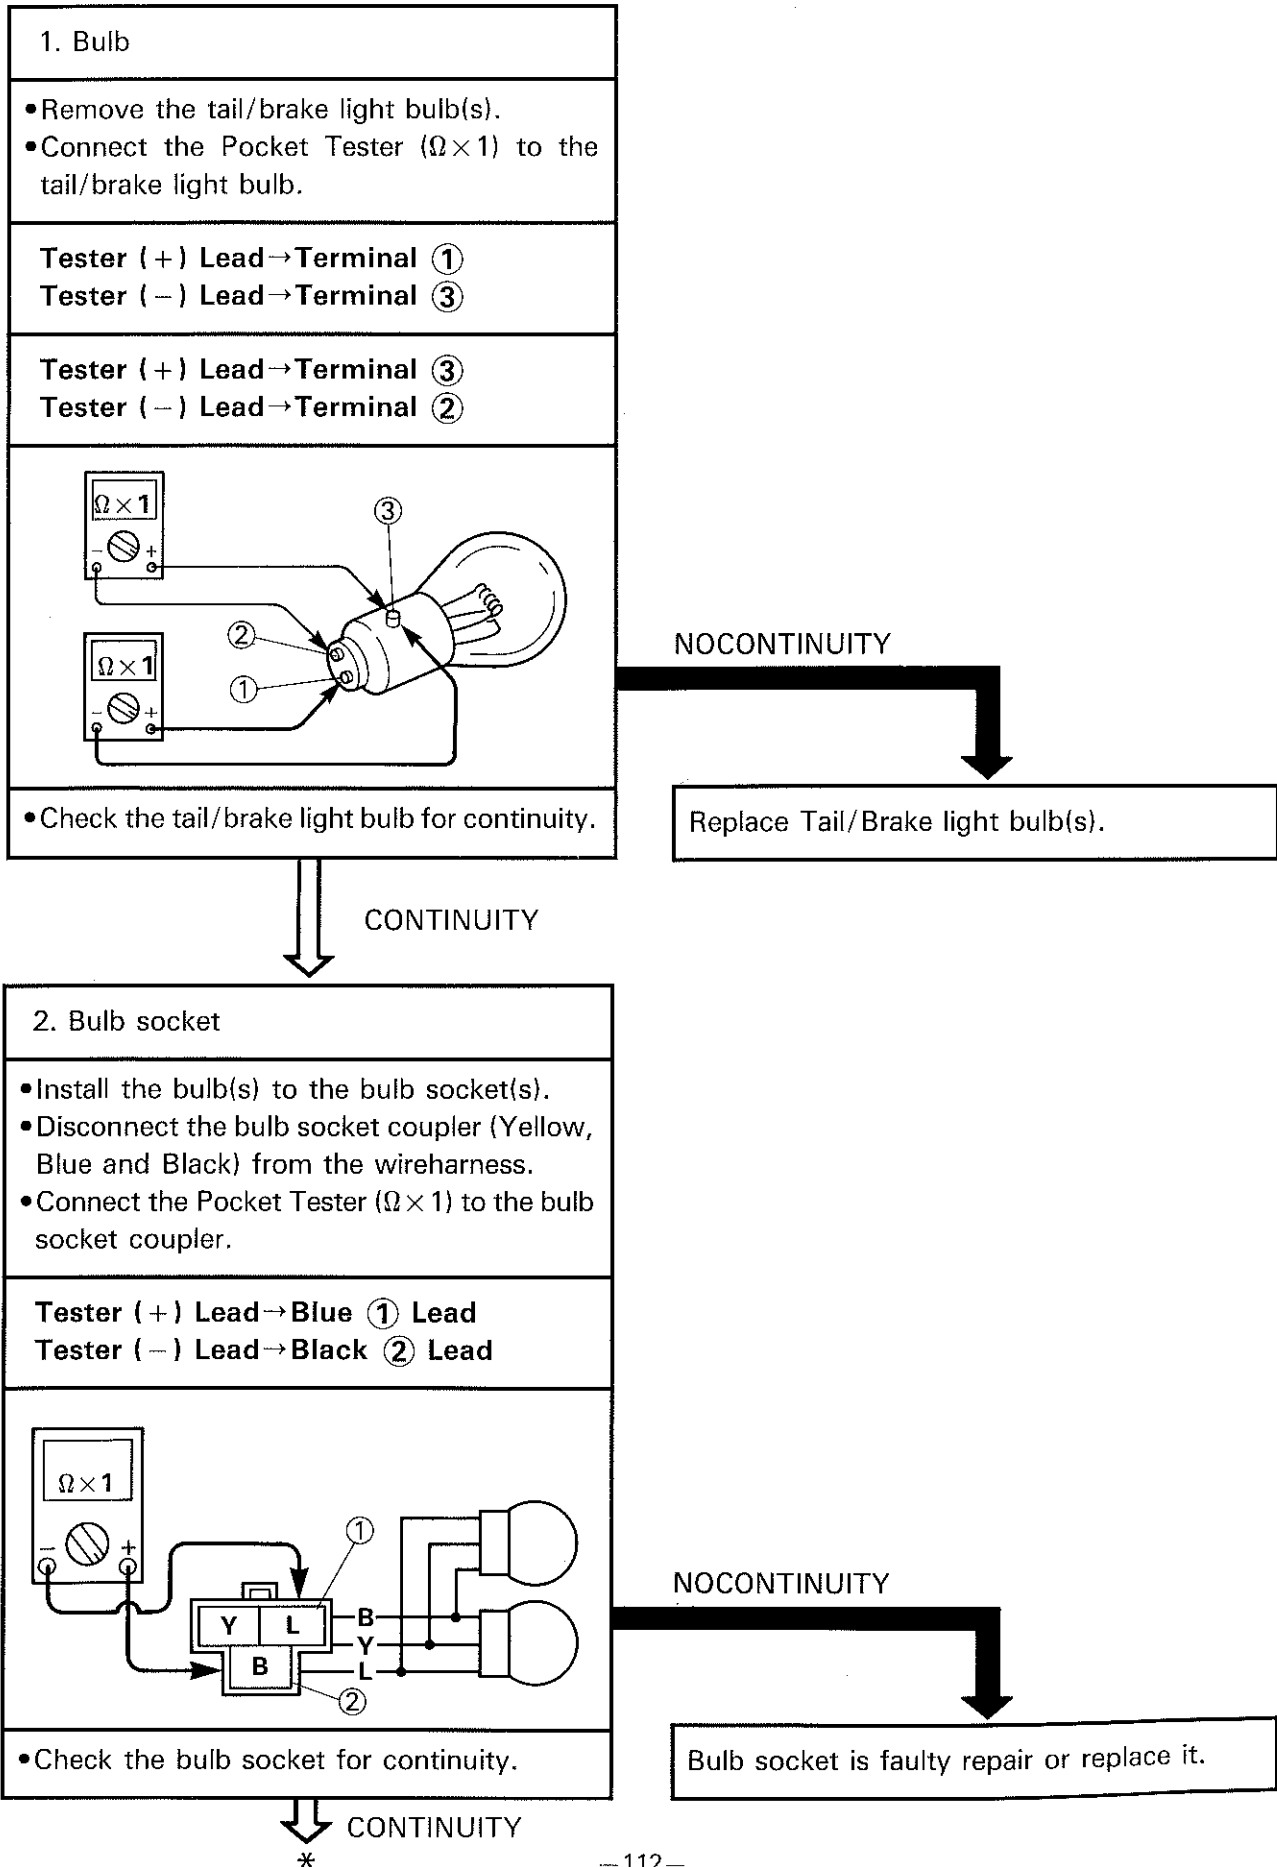 1. Bulb
•Remove the tail/brake light bulb(s).
•Connect the Pocket Tester (Ω×1) to the
tail/brake light bulb.
Tester (+) Lead→Terminal ①
Tester (−) Lead→Terminal ③
Tester (+) Lead→Terminal ③
Tester (−) Lead→Terminal ②
Ω×1
− +
③
②
①
Ω×1
− +
•Check the tail/brake light bulb for continuity.
NOCONTINUITY
Replace Tail/Brake light bulb(s).
CONTINUITY
2. Bulb socket
•Install the bulb(s) to the bulb socket(s).
•Disconnect the bulb socket coupler (Yellow,
Blue and Black) from the wireharness.
•Connect the Pocket Tester (Ω×1) to the bulb
socket coupler.
Tester (+) Lead→Blue ① Lead
Tester (−) Lead→Black ② Lead
Ω×1
− +
①
Y L B
B Y L
②
•Check the bulb socket for continuity.
NOCONTINUITY
Bulb socket is faulty repair or replace it.
CONTINUITY
*
—112—